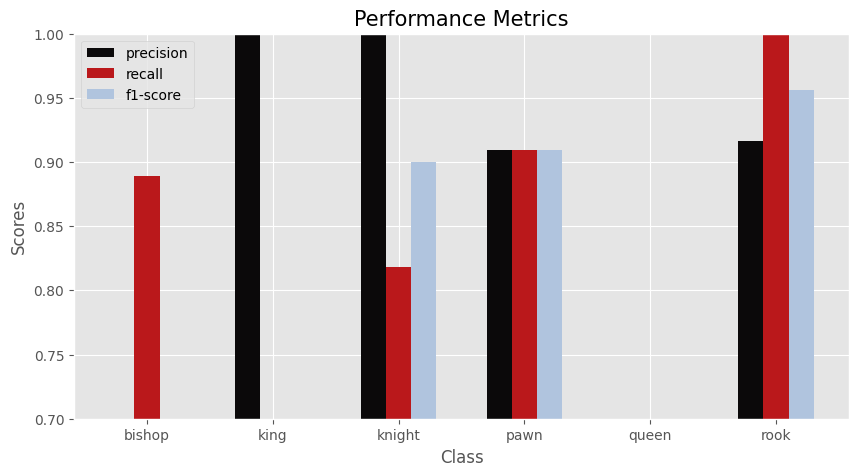 Performance Metrics
precision
recall
f1-score
Scores
1.00
0.95
0.90
0.85
0.80
0.75
0.70
bishop king knight pawn queen rook
Class